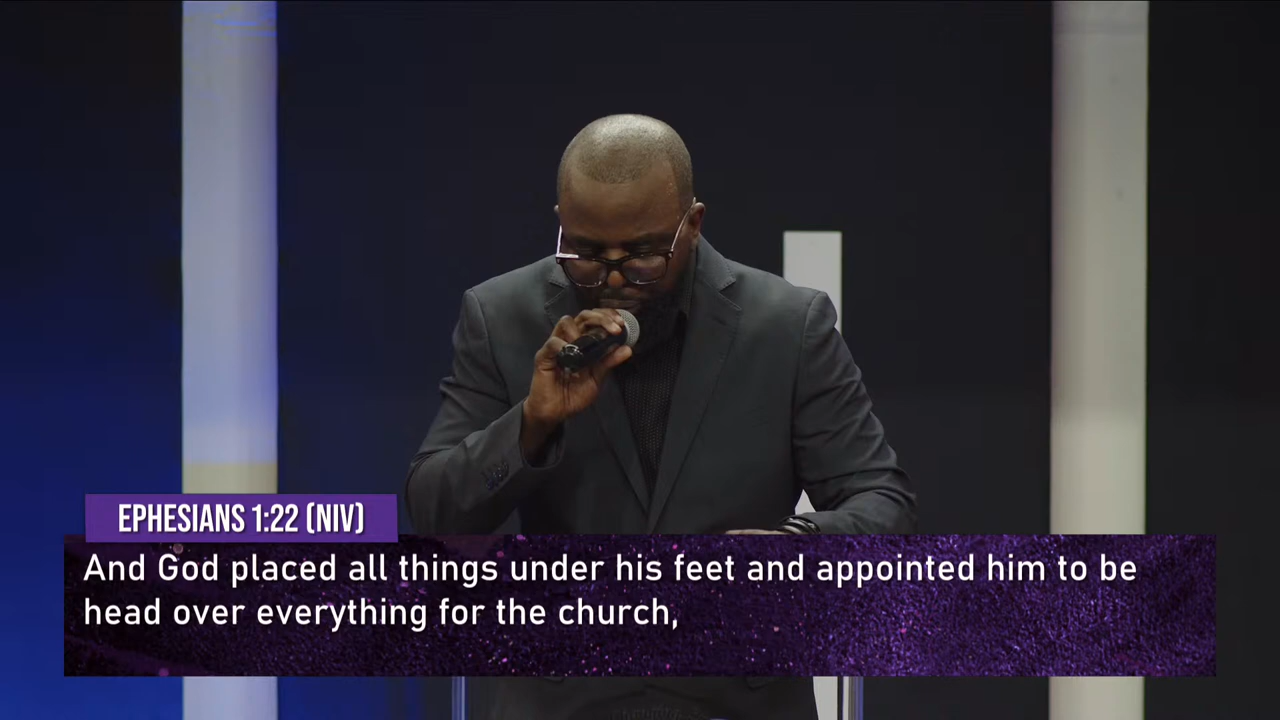 EPHESIANS 1:22 (NIV)
And God placed all things under his feet and appointed him to be
head over everything for the church,